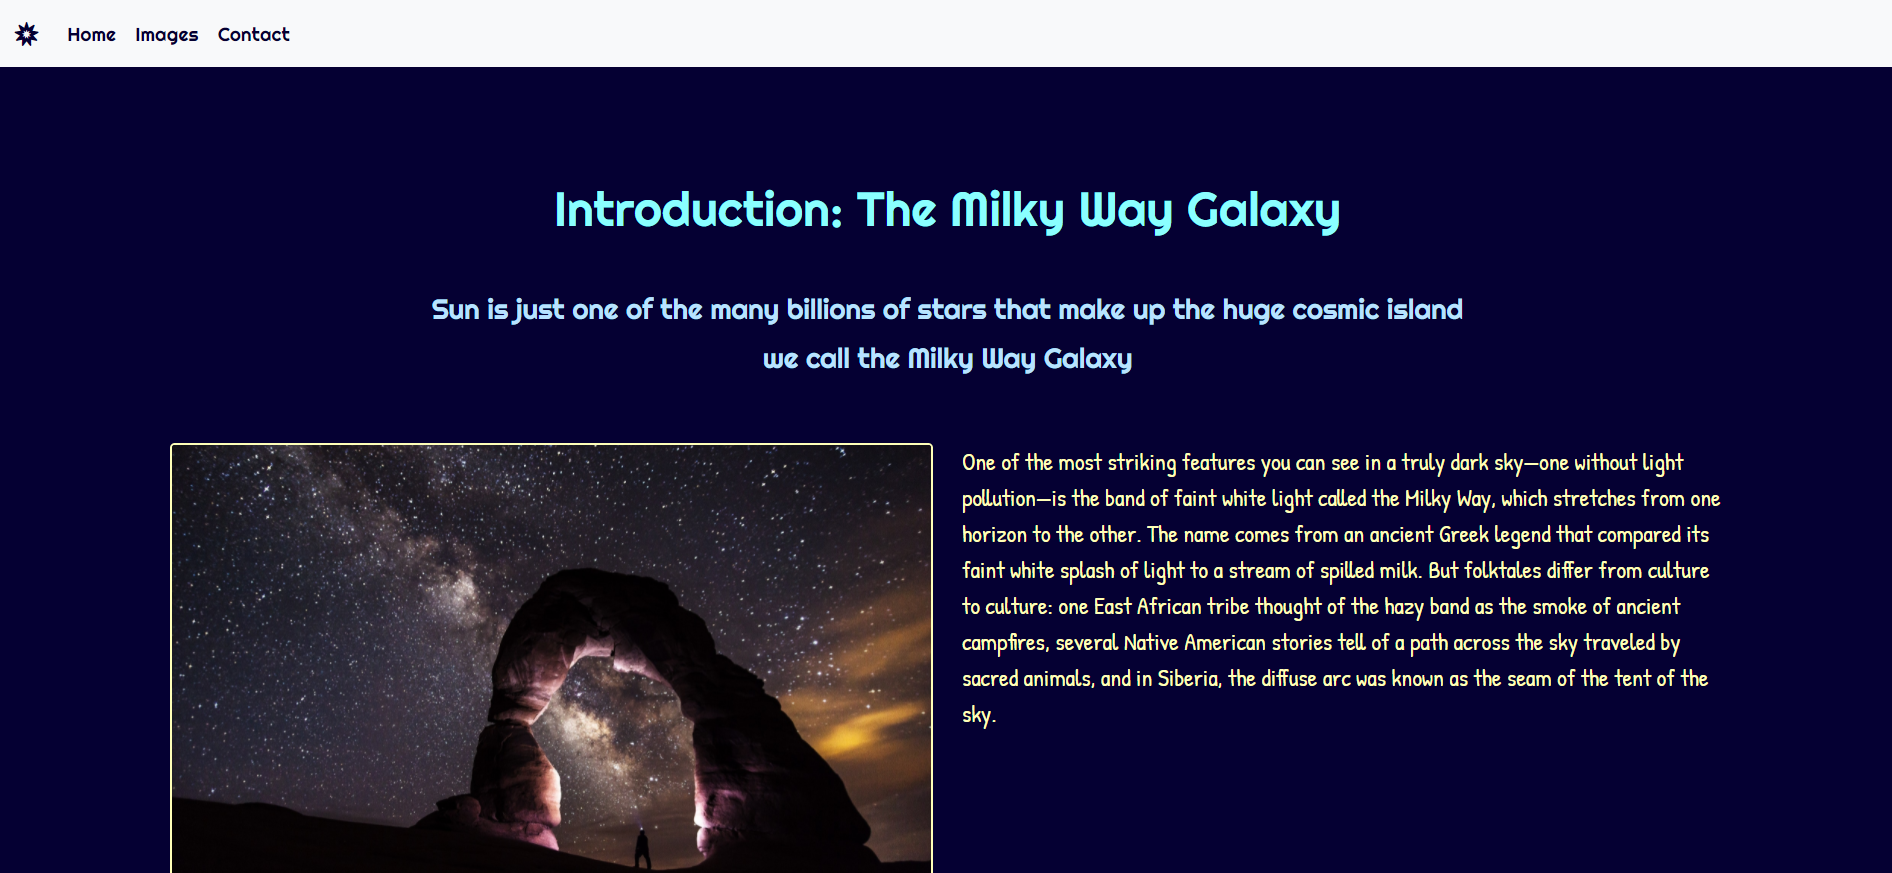 Home Images Contact
Introduction: The Milky Way Galaxy
Sun is just one of the many billions of stars that make up the huge cosmic island
we call the Milky Way Galaxy
One of the most striking features you can see in a truly dark sky—one without light
pollution—is the band of faint white light called the Milky Way, which stretches from one
horizon to the other. The name comes from an ancient Greek legend that compared its
faint white splash of light to a stream of spilled milk. But folktales differ from culture
to culture: one East African tribe thought of the hazy band as the smoke of ancient
campfires, several Native American stories tell of a path across the sky traveled by
sacred animals, and in Siberia, the diffuse arc was known as the seam of the tent of the
sky.